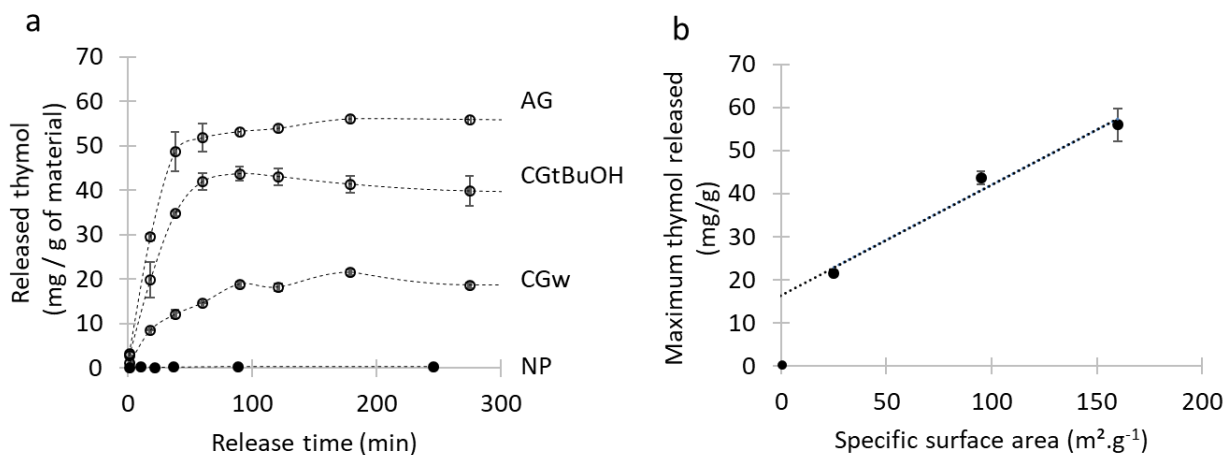 a
70
60
50
40
30
20
10
0
0 100 200 300
Released thymol
(mg / g of material)
Release time (min)
AG
CGtBuOH
CGw
NP
b
70
60
50
40
30
20
10
0
0 50 100 150 200
Maximum thymol released
(mg/g)
Specific surface area (m².g⁻¹)